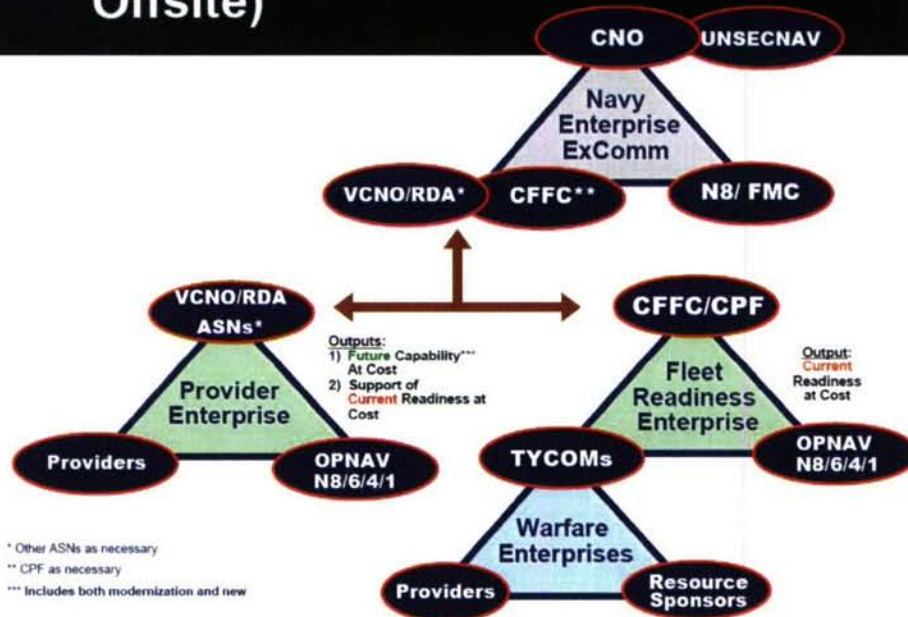 Offsite)
CNO
UNSECNAV
Navy
Enterprise
ExComm
VCNO/RDA*
CFFC**
N8/ FMC
VCNO/RDA
ASNs*
CFFC/CPF
Outputs:
1) Future Capability***
At Cost
2) Support of
Current Readiness at
Cost
Output:
Current
Readiness
at Cost
Provider
Enterprise
Fleet
Readiness
Enterprise
Providers
OPNAV
N8/6/4/1
TYCOMs
OPNAV
N8/6/4/1
Warfare
Enterprises
Providers
Resource
Sponsors
* Other ASNs as necessary
** CPF as necessary
*** Includes both modernization and new